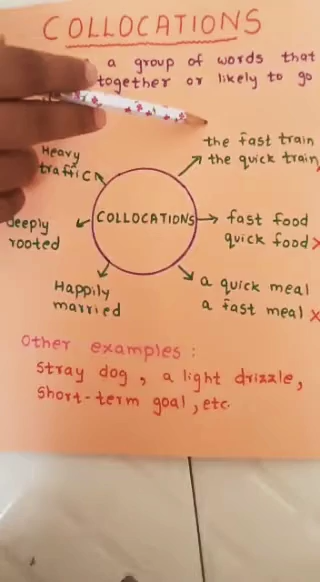 COLLOCATIONS
a group of words that
together or likely to go
the fast train
the quick train x
Heavy
traffic
COLLOCATIONS
fast food
quick food x
deeply
rooted
a quick meal
a fast meal x
Happily
married
Other examples :
Stray dog , a light drizzle,
Short-term goal , etc.